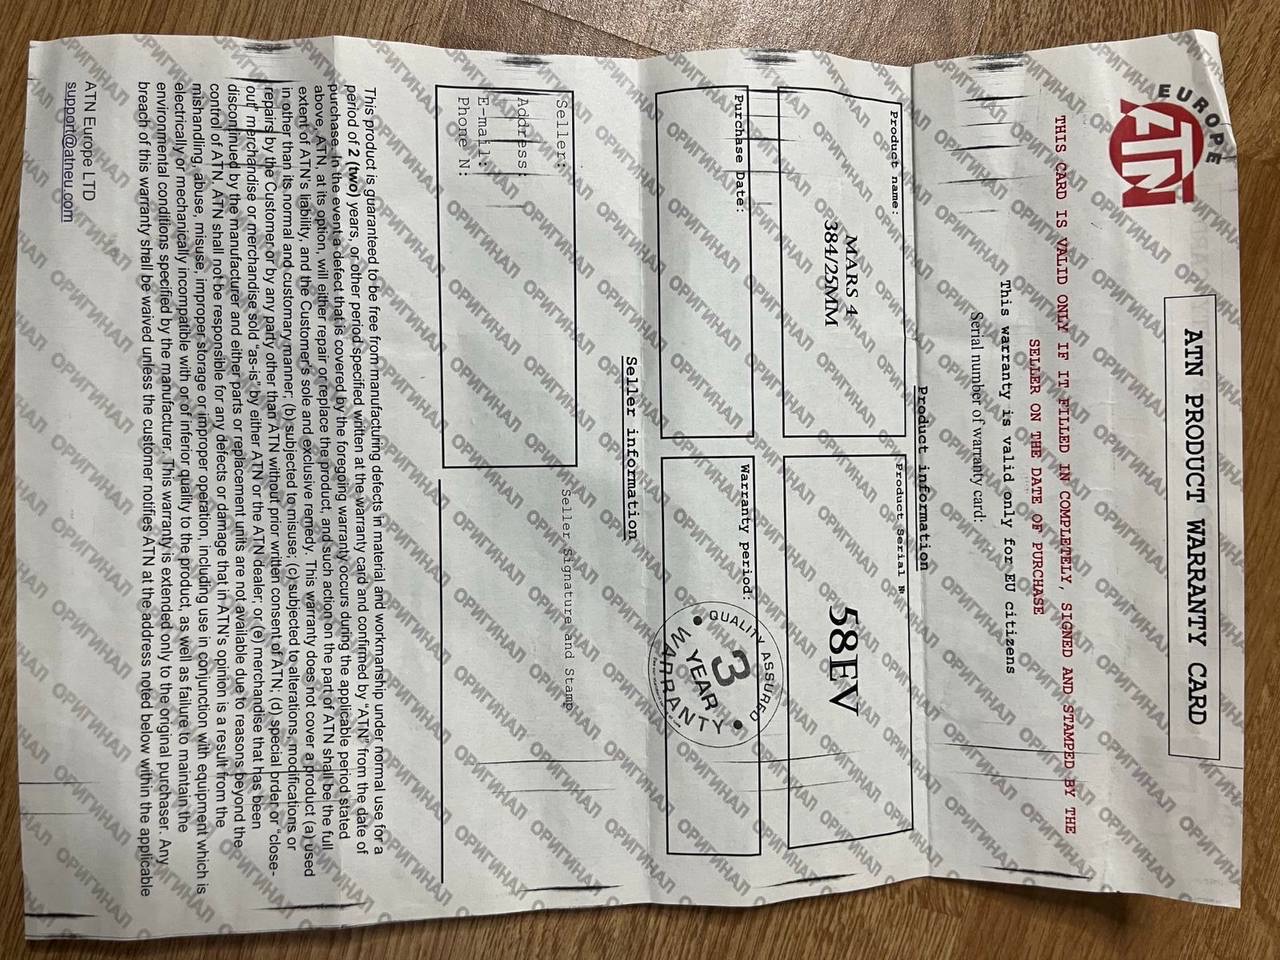 EUROPE
ATN
ATN PRODUCT WARRANTY CARD
THIS CARD IS VALID ONLY IF IT FILLED IN COMPLETELY, SIGNED AND STAMPED BY THE
SELLER ON THE DATE OF PURCHASE
This warranty is valid only for EU citizens
Serial number of warranty card:
Product information
Product name:
MARS 4
384/25MM
Product Serial №
58EV
Purchase Date:
Warranty period:
QUALITY ASSURED
3
YEAR
WARRANTY
Seller information
Seller:
Address:
E-mail:
Phone N:
Seller Signature and Stamp
This product is guaranteed to be free from manufacturing defects in material and workmanship under normal use for a
period of 2 (two) years, or other period specified written at the warranty card and confirmed by "ATN" from the date of
purchase. In the event a defect that is covered by the foregoing warranty occurs during the applicable period stated
above, ATN, at its option, will either repair or replace the product, and such action on the part of ATN shall be the full
extent of ATN's liability, and the Customer's sole and exclusive remedy. This warranty does not cover a product (a) used
in other than its normal and customary manner; (b) subjected to misuse; (c) subjected to alterations, modifications or
repairs by the Customer or by any party other than ATN without prior written consent of ATN; (d) special order or "close-
out" merchandise or merchandise sold "as-is" by either ATN or the ATN dealer; or (e) merchandise that has been
discontinued by the manufacturer and either parts or replacement units are not available due to reasons beyond the
control of ATN. ATN shall not be responsible for any defects or damage that in ATN's opinion is a result from the
mishandling, abuse, misuse, improper storage or improper operation, including use in conjunction with equipment which is
electrically or mechanically incompatible with or of inferior quality to the product, as well as failure to maintain the
environmental conditions specified by the manufacturer. This warranty is extended only to the original purchaser. Any
breach of this warranty shall be waived unless the customer notifies ATN at the address noted below within the applicable
ATN Europe LTD
support@atneu.com
ОРИГИНАЛ